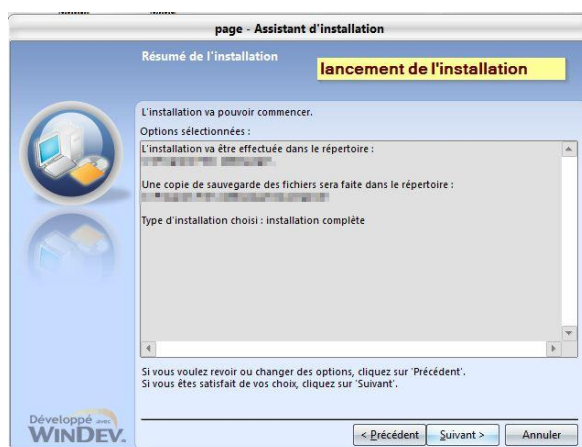 page - Assistant d'installation
Résumé de l'installation
lancement de l'installation
L'installation va pouvoir commencer.
Options sélectionnées :
L'installation va être effectuée dans le répertoire :
Une copie de sauvegarde des fichiers sera faite dans le répertoire :
Type d'installation choisi : installation complète
Si vous voulez revoir ou changer des options, cliquez sur 'Précédent'.
Si vous êtes satisfait de vos choix, cliquez sur 'Suivant'.
Développé avec
WINDEV.
< Précédent
Suivant >
Annuler